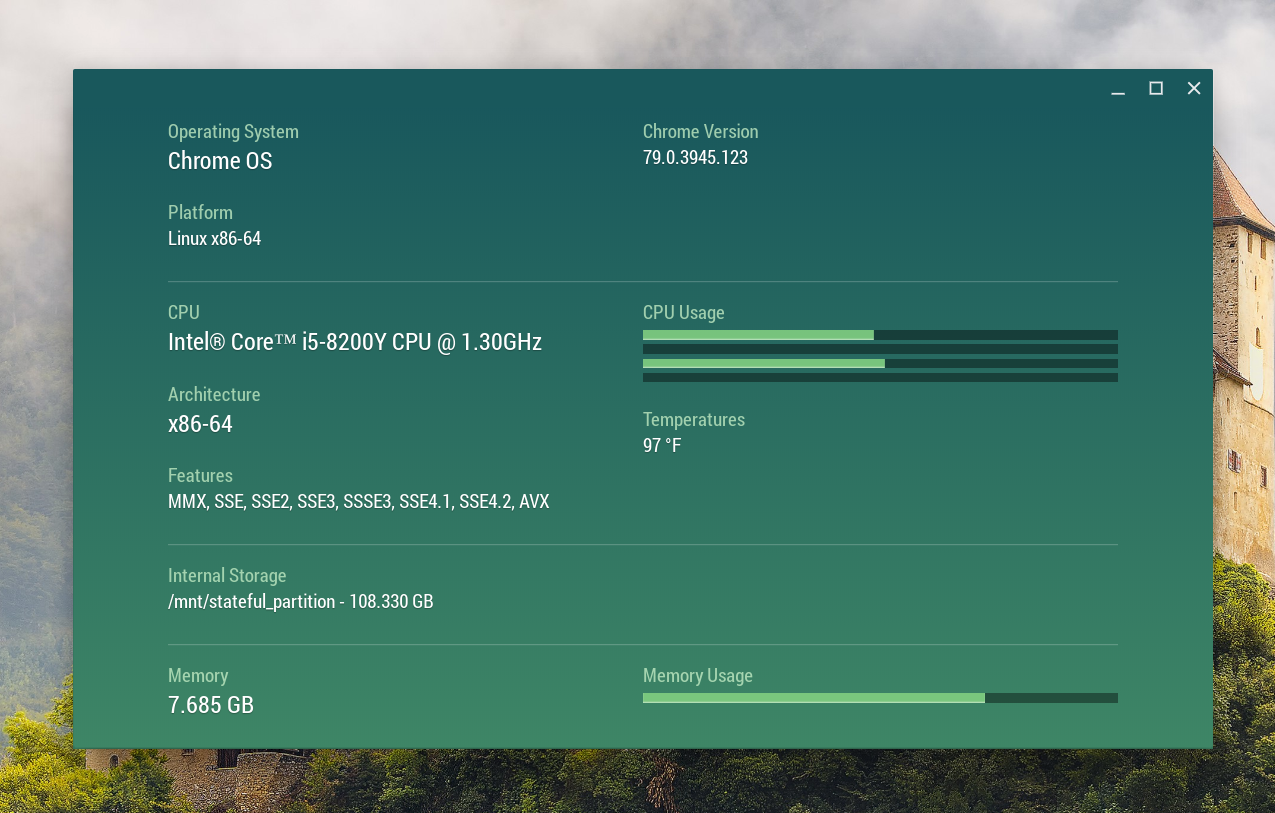 Operating System
Chrome OS
Chrome Version
79.0.3945.123
Platform
Linux x86-64
CPU
Intel® Core™ i5-8200Y CPU @ 1.30GHz
CPU Usage
Architecture
x86-64
Temperatures
97 °F
Features
MMX, SSE, SSE2, SSE3, SSSE3, SSE4.1, SSE4.2, AVX
Internal Storage
/mnt/stateful_partition - 108.330 GB
Memory
7.685 GB
Memory Usage